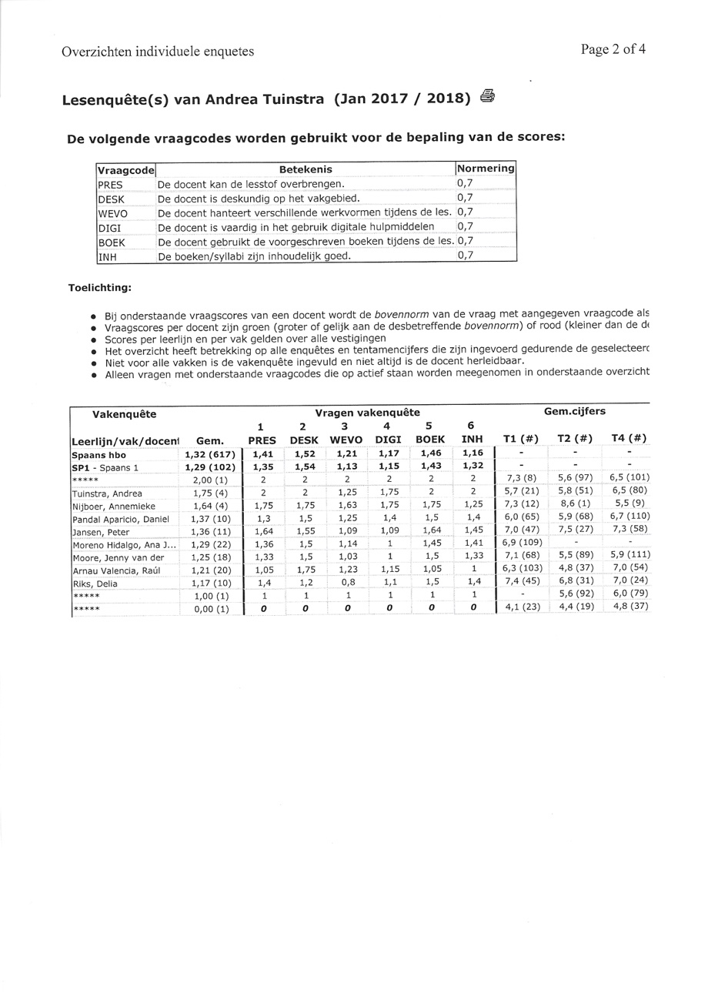 Overzichten individuele enquetes Page 2 of 4
Lesenquête(s) van Andrea Tuinstra (Jan 2017 / 2018)
De volgende vraagcodes worden gebruikt voor de bepaling van de scores:
Vraagcode Betekenis Normering
PRES De docent kan de lesstof overbrengen. 0,7
DESK De docent is deskundig op het vakgebied. 0,7
WEVO De docent hanteert verschillende werkvormen tijdens de les. 0,7
DIGI De docent is vaardig in het gebruik digitale hulpmiddelen 0,7
BOEK De docent gebruikt de voorgeschreven boeken tijdens de les. 0,7
INH De boeken/syllabi zijn inhoudelijk goed. 0,7
Toelichting:
• Bij onderstaande vraagscores van een docent wordt de bovennorm van de vraag met aangegeven vraagcode als
• Vraagscores per docent zijn groen (groter of gelijk aan de desbetreffende bovennorm) of rood (kleiner dan de de
• Scores per leerlijn en per vak gelden over alle vestigingen
• Het overzicht heeft betrekking op alle enquêtes en tentamencijfers die zijn ingevoerd gedurende de geselecteerd
• Niet voor alle vakken is de vakenquête ingevuld en niet altijd is de docent herleidbaar.
• Alleen vragen met onderstaande vraagcodes die op actief staan worden meegenomen in onderstaande overzicht
Vakenquête Vragen vakenquête Gem.cijfers
1 2 3 4 5 6
Leerlijn/vak/docent Gem. PRES DESK WEVO DIGI BOEK INH T1 (#) T2 (#) T4 (#)
Spaans hbo 1,32 (617) 1,41 1,52 1,21 1,17 1,46 1,16 - - -
SP1 - Spaans 1 1,29 (102) 1,35 1,54 1,13 1,15 1,43 1,32 - - -
***** 2,00 (1) 2 2 2 2 2 2 7,3 (8) 5,6 (97) 6,5 (101)
Tuinstra, Andrea 1,75 (4) 2 2 1,25 1,75 2 2 5,7 (21) 5,8 (51) 6,5 (80)
Nijboer, Annemieke 1,64 (4) 1,75 1,75 1,63 1,75 1,75 1,25 7,3 (12) 8,6 (1) 5,5 (9)
Pandal Aparicio, Daniel 1,37 (10) 1,3 1,5 1,25 1,4 1,5 1,4 6,0 (65) 5,9 (68) 6,7 (110)
Jansen, Peter 1,36 (11) 1,64 1,55 1,09 1,09 1,64 1,45 7,0 (47) 7,5 (27) 7,3 (58)
Moreno Hidalgo, Ana J... 1,29 (22) 1,36 1,5 1,14 1 1,45 1,41 6,9 (109) - -
Moore, Jenny van der 1,25 (18) 1,33 1,5 1,03 1 1,5 1,33 7,1 (68) 5,5 (89) 5,9 (111)
Arnau Valencia, Raúl 1,21 (20) 1,05 1,75 1,23 1,15 1,05 1 6,3 (103) 4,8 (37) 7,0 (54)
Riks, Delia 1,17 (10) 1,4 1,2 0,8 1,1 1,5 1,4 7,4 (45) 6,8 (31) 7,0 (24)
***** 1,00 (1) 1 1 1 1 1 1 - 5,6 (92) 6,0 (79)
***** 0,00 (1) 0 0 0 0 0 0 4,1 (23) 4,4 (19) 4,8 (37)